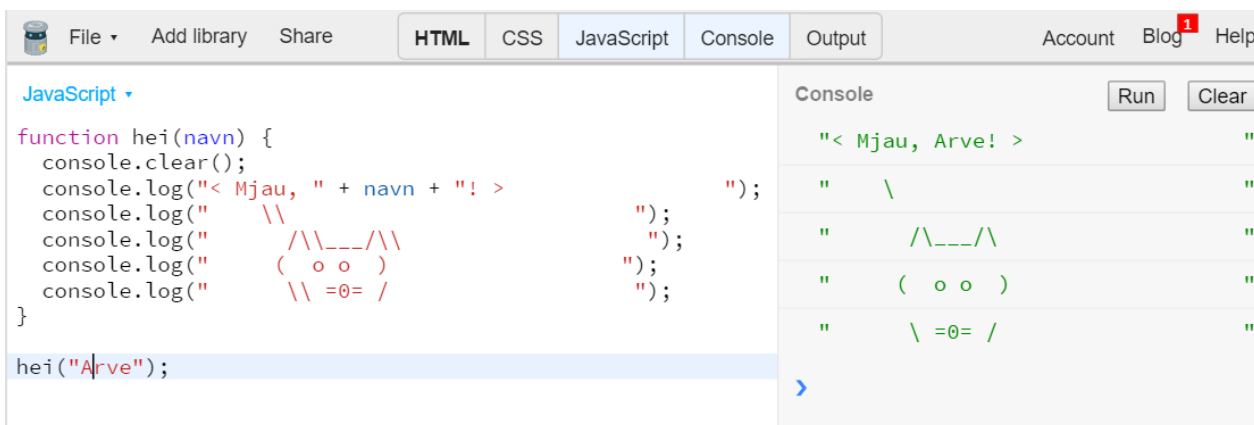 File ▾ Add library Share HTML CSS JavaScript Console Output Account Blog 1 Help
JavaScript ▾
function hei(navn) {
  console.clear();
  console.log("< Mjau, " + navn + "! >                 ");
  console.log("    \\                           ");
  console.log("      /\\___/\\                   ");
  console.log("     (  o o  )                  ");
  console.log("      \\ =0= /                   ");
}
hei("Arve");
Console Run Clear
"< Mjau, Arve! >                 "
"    \                           "
"      /\___/\                   "
"     (  o o  )                  "
"      \ =0= /                   "
❯